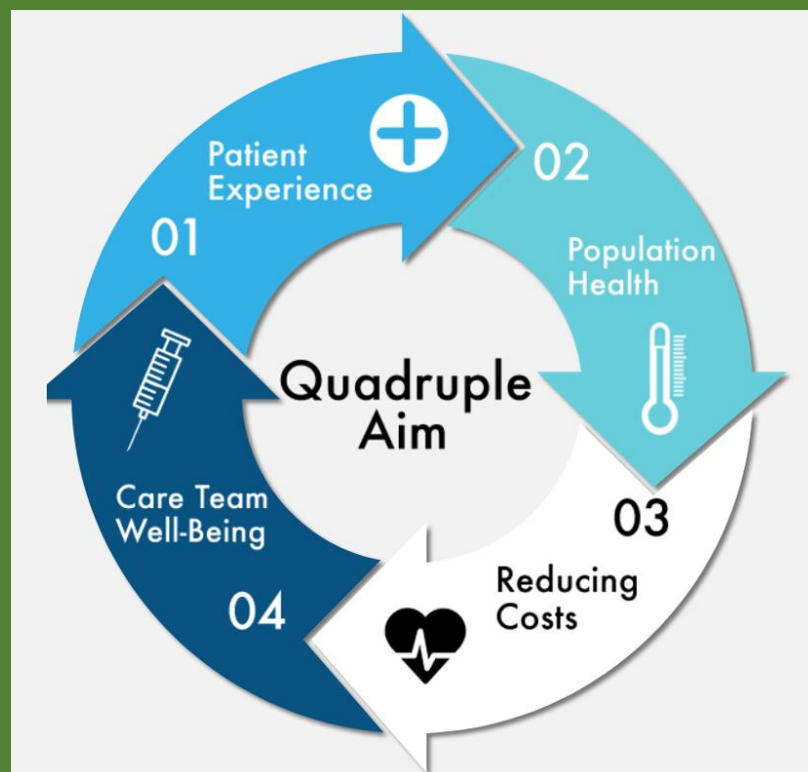 Quadruple
Aim
01
Patient
Experience
02
Population
Health
03
Reducing
Costs
04
Care Team
Well-Being